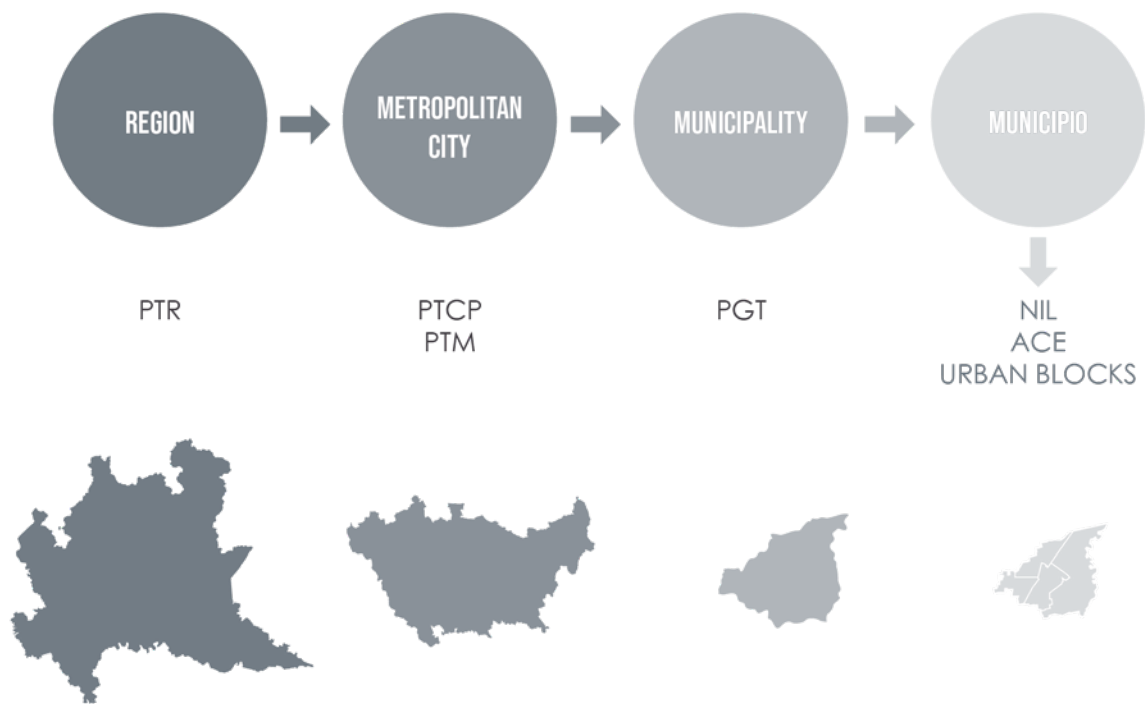 REGION
METROPOLITAN
CITY
MUNICIPALITY
MUNICIPIO
PTR
PTCP
PTM
PGT
NIL
ACE
URBAN BLOCKS